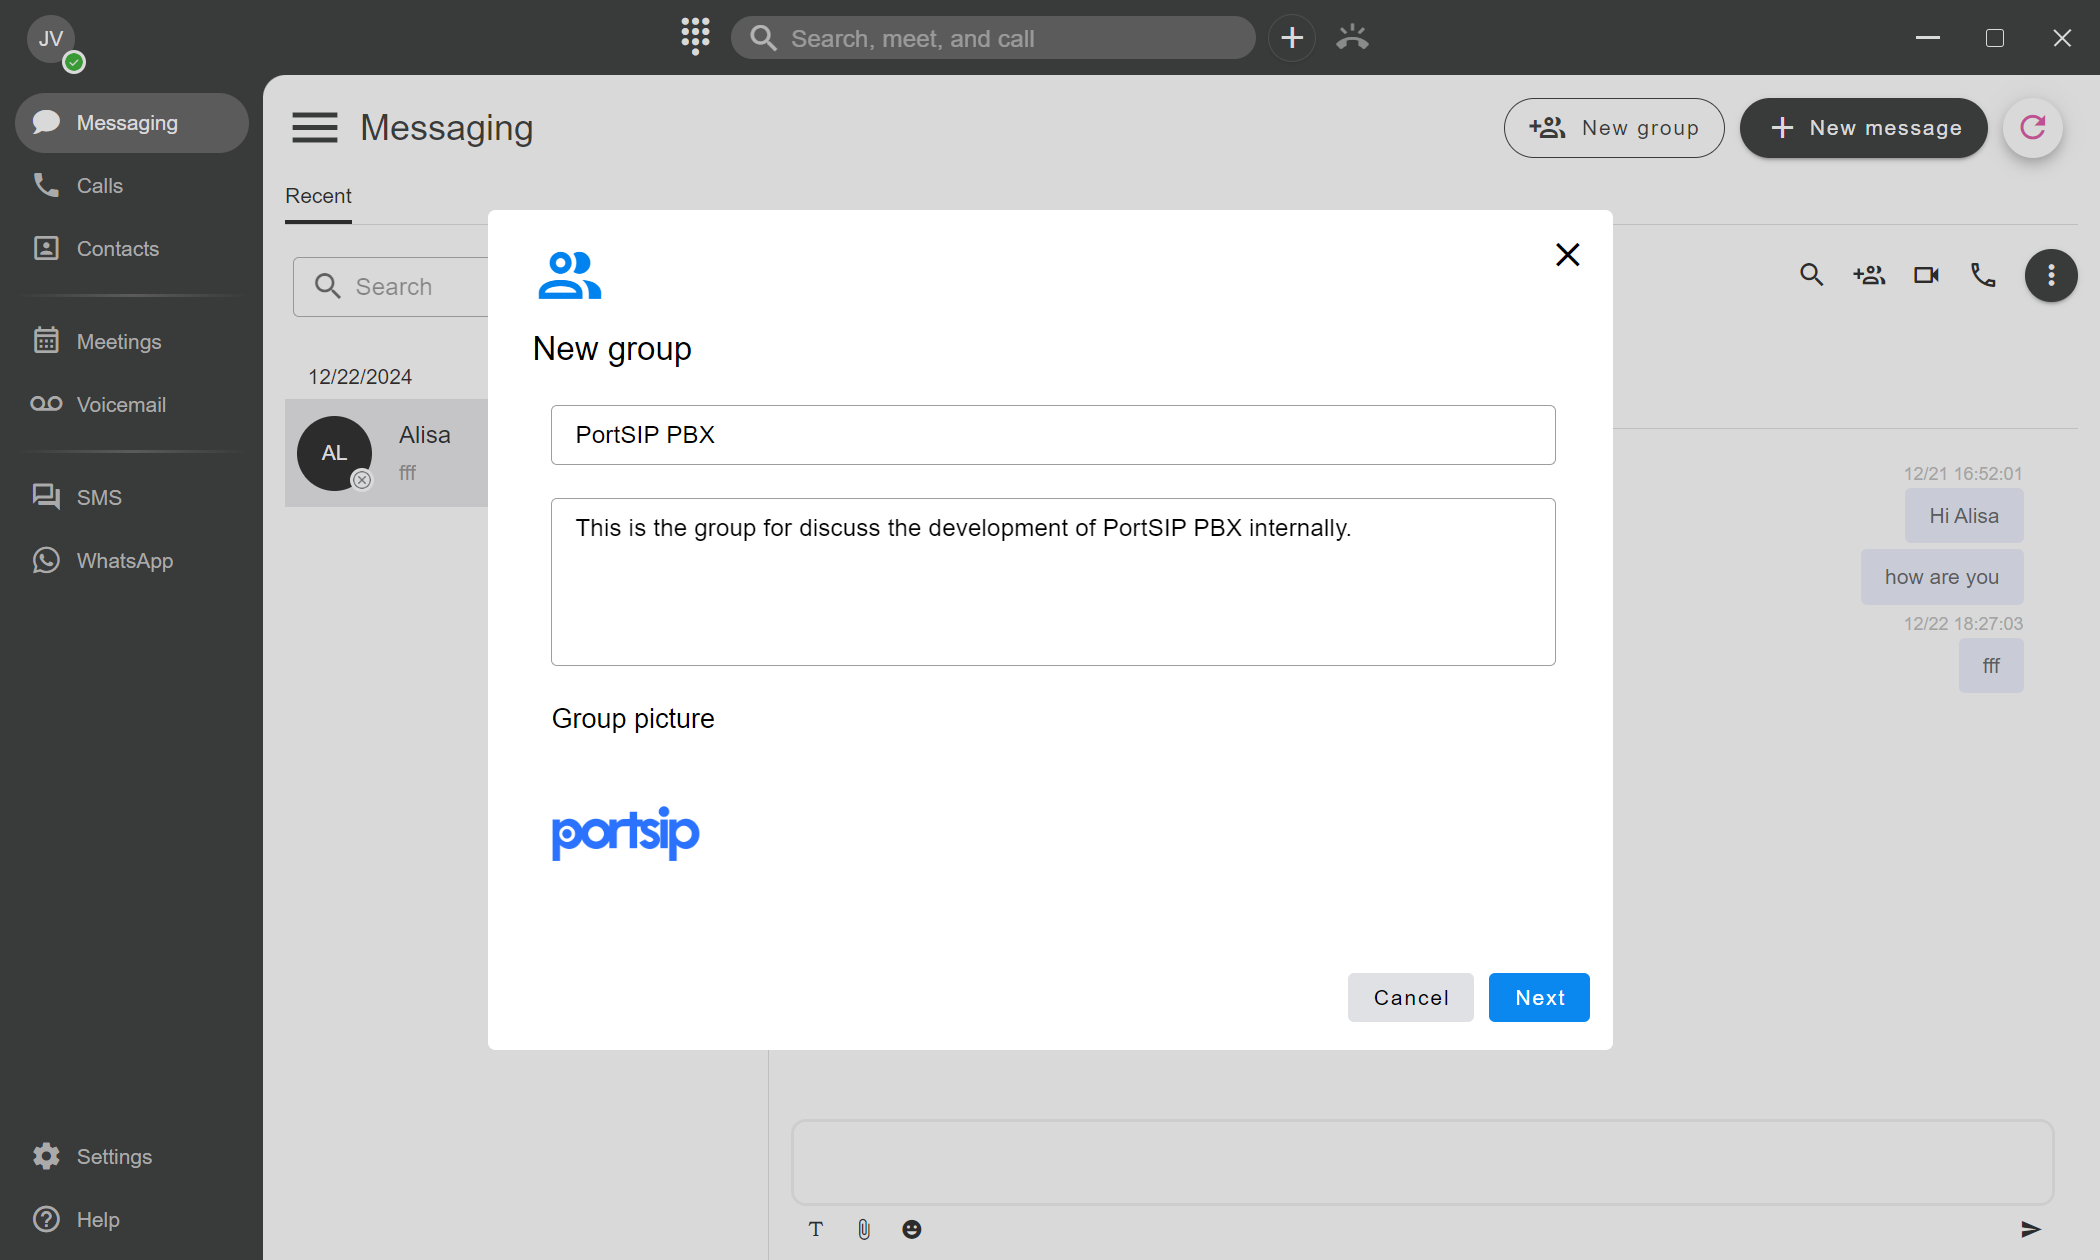 JV
Search, meet, and call
Messaging
Calls
Contacts
Meetings
Voicemail
SMS
WhatsApp
Settings
Help
Messaging
New group
New message
Recent
Search
12/22/2024
AL
Alisa
fff
New group
PortSIP PBX
This is the group for discuss the development of PortSIP PBX internally.
Group picture
portsip
Cancel
Next
12/21 16:52:01
Hi Alisa
how are you
12/22 18:27:03
fff
T